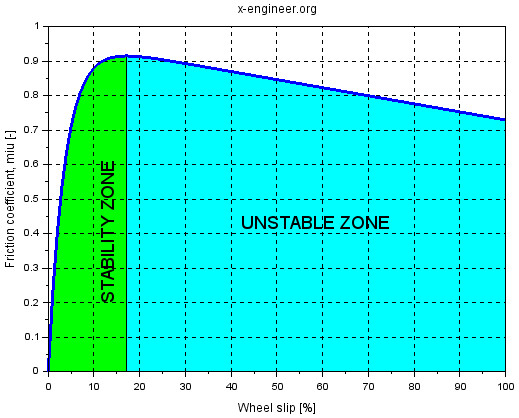 x-engineer.org
1
0.9
0.8
0.7
0.6
0.5
0.4
0.3
0.2
0.1
0
Friction coefficient, miu [-]
STABILITY ZONE
UNSTABLE ZONE
0 10 20 30 40 50 60 70 80 90 100
Wheel slip [%]